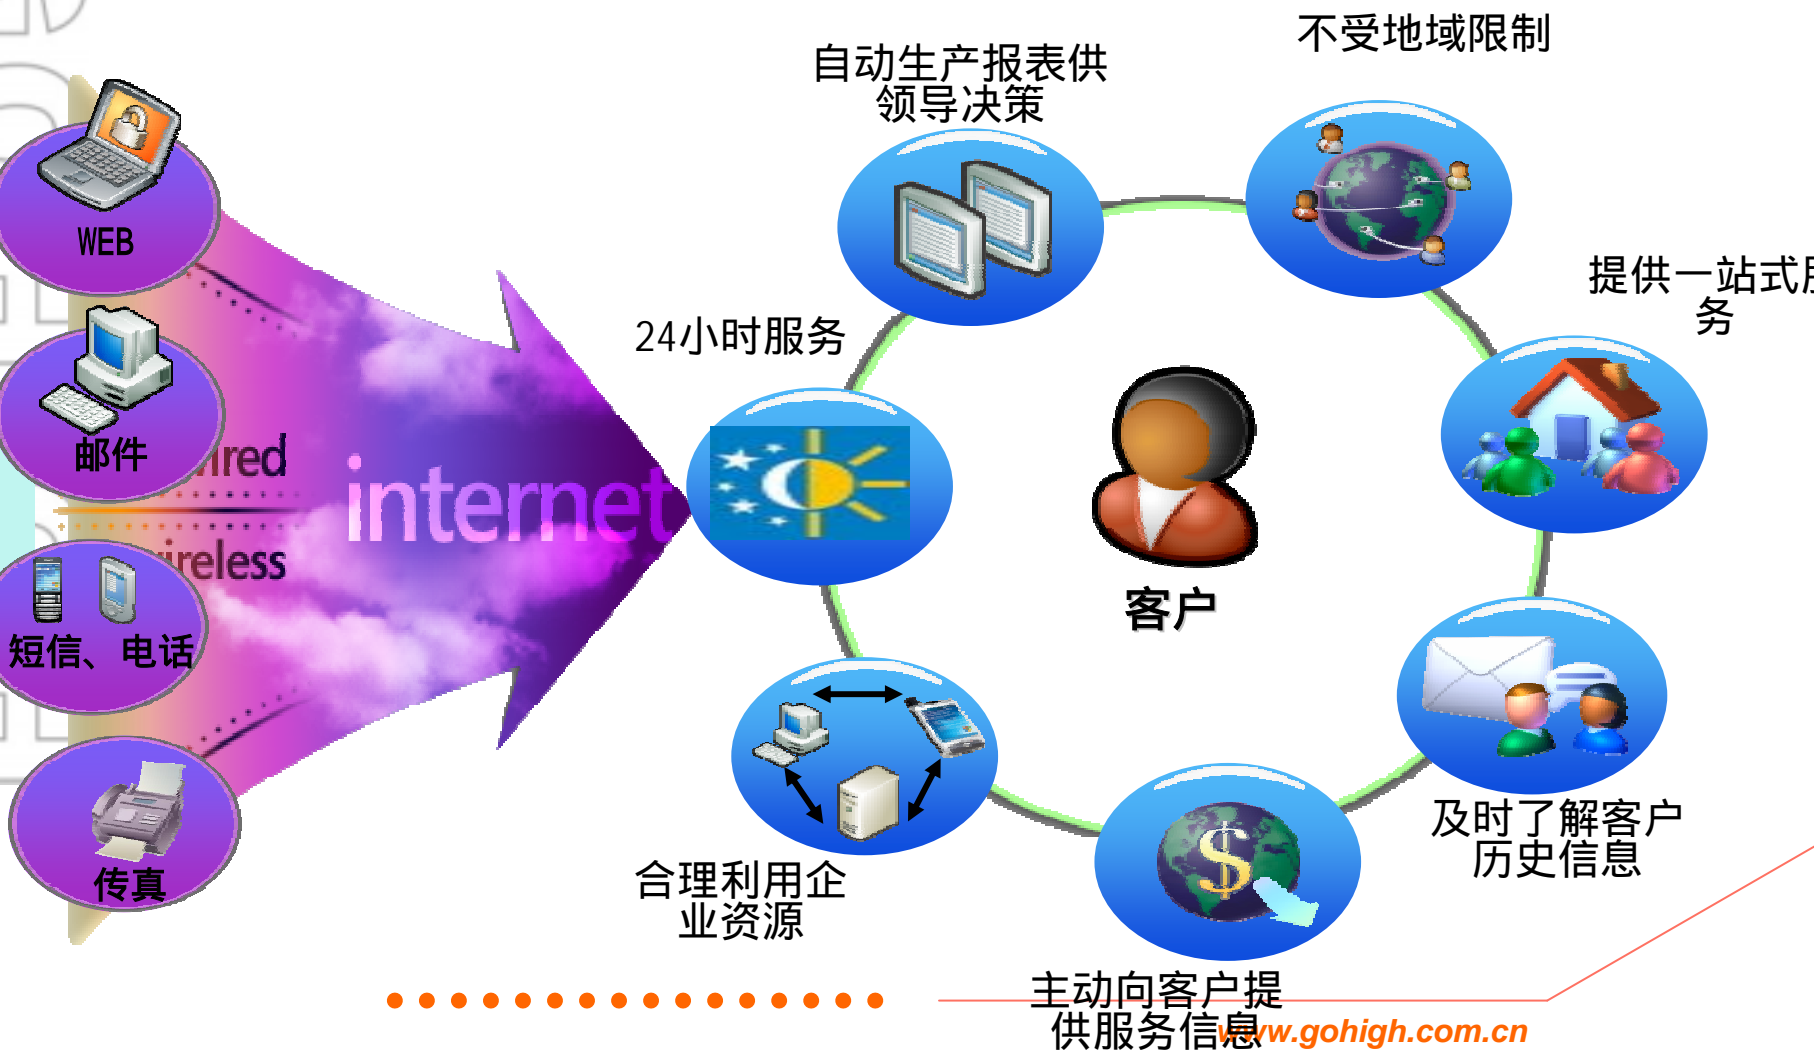 不受地域限制
自动生产报表供
领导决策
WEB
提供一站式
务
24小时服务
邮件
internet
短信、电话
客户
传真
及时了解客户
历史信息
合理利用企
业资源
主动向客户提
供服务信息
www.gohigh.com.cn